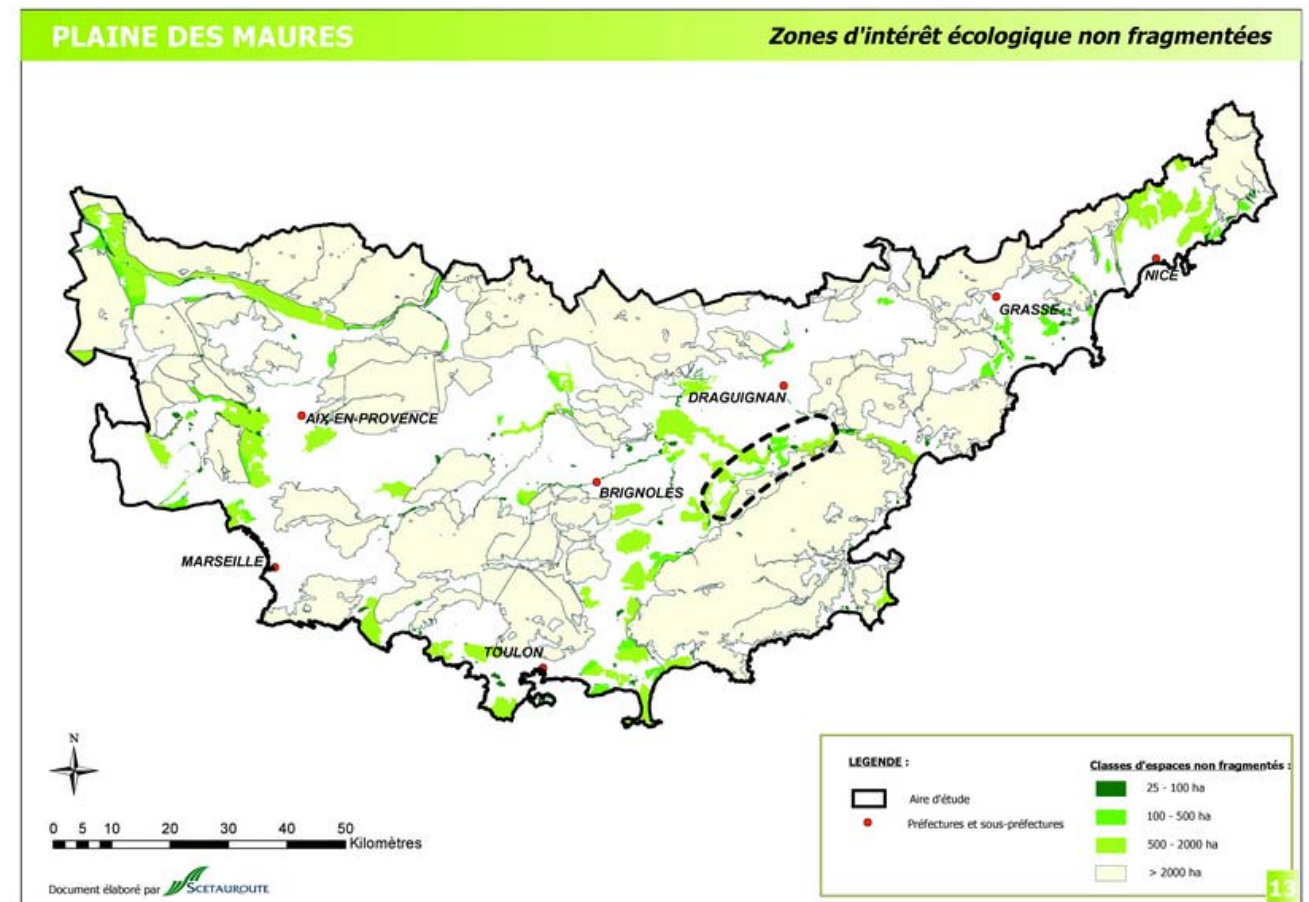 PLAINE DES MAURES
Zones d'intérêt écologique non fragmentées
NICE
GRASSE
DRAGUIGNAN
AIX-EN-PROVENCE
BRIGNOLES
MARSEILLE
TOULON
N
0 5 10 20 30 40 50
Kilomètres
Document élaboré par SCETAUROUTE
LEGENDE :
Aire d'étude
Préfectures et sous-préfectures
Classes d'espaces non fragmentés :
25 - 100 ha
100 - 500 ha
500 - 2000 ha
> 2000 ha
13